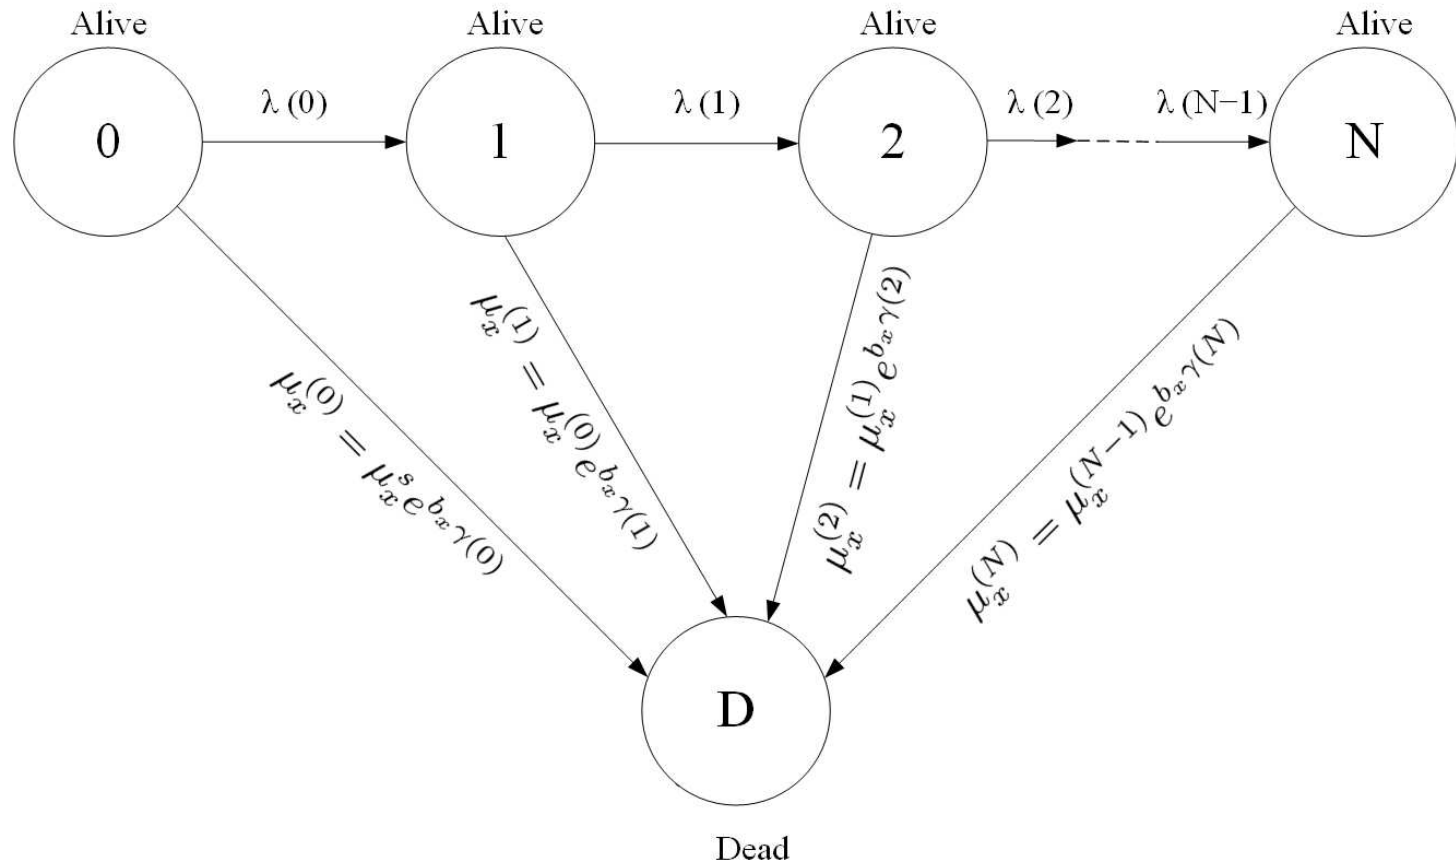 Alive Alive Alive Alive
λ (0) λ (1) λ (2) λ (N−1)
0 1 2 N
μ_x^{(0)} = μ_x^s e^{b_x γ(0)}
μ_x^{(1)} = μ_x^{(0)} e^{b_x γ(1)}
μ_x^{(2)} = μ_x^{(1)} e^{b_x γ(2)}
μ_x^{(N)} = μ_x^{(N−1)} e^{b_x γ(N)}
D
Dead